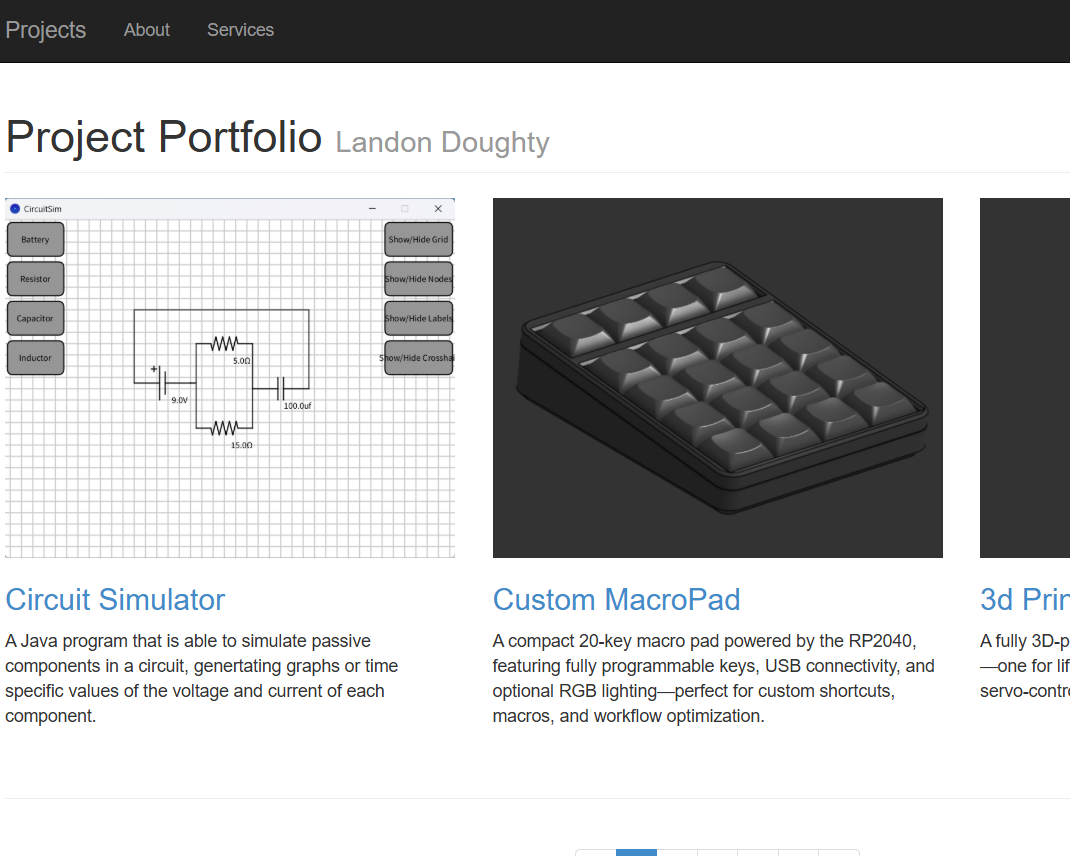 Projects About Services
Project Portfolio Landon Doughty
CircuitSim
Battery
Resistor
Capacitor
Inductor
Show/Hide Grid
Show/Hide Nodes
Show/Hide Labels
Show/Hide Crosshai
+
9.0V
5.0Ω
15.0Ω
100.0uf
Circuit Simulator
A Java program that is able to simulate passive
components in a circuit, genertating graphs or time
specific values of the voltage and current of each
component.
Custom MacroPad
A compact 20-key macro pad powered by the RP2040,
featuring fully programmable keys, USB connectivity, and
optional RGB lighting—perfect for custom shortcuts,
macros, and workflow optimization.
3d Prin
A fully 3D-p
—one for lif
servo-contro